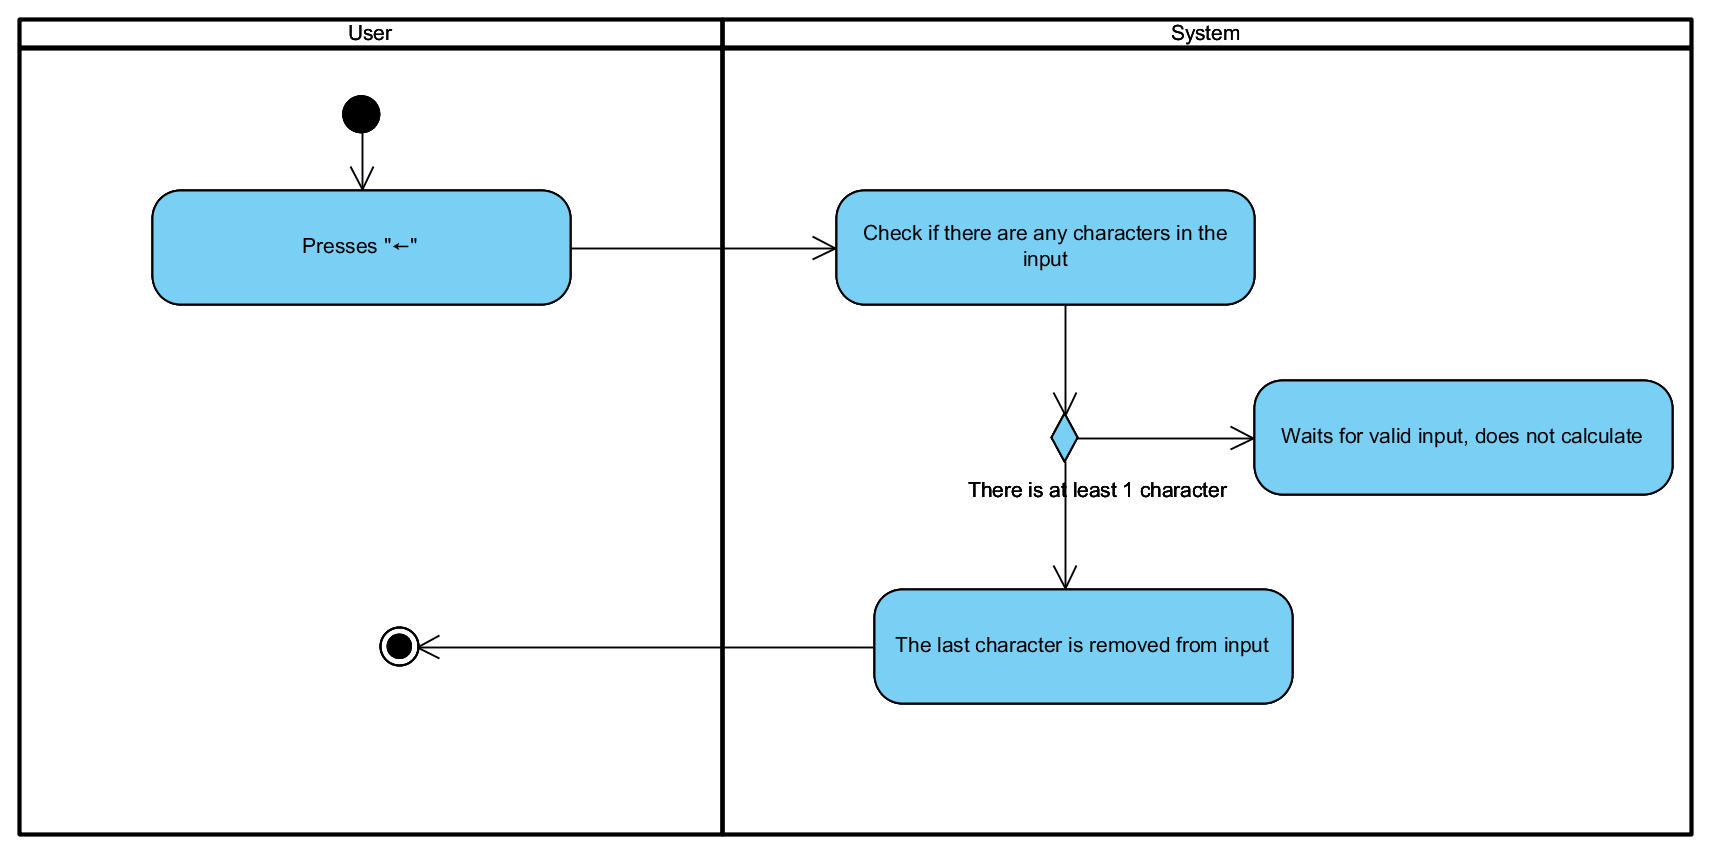 User
System
Presses "←"
Check if there are any characters in the
input
Waits for valid input, does not calculate
There is at least 1 character
The last character is removed from input